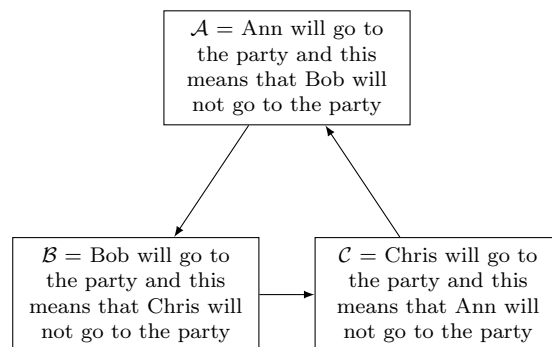 𝒜 = Ann will go to
the party and this
means that Bob will
not go to the party
ℬ = Bob will go to
the party and this
means that Chris will
not go to the party
𝒞 = Chris will go to
the party and this
means that Ann will
not go to the party